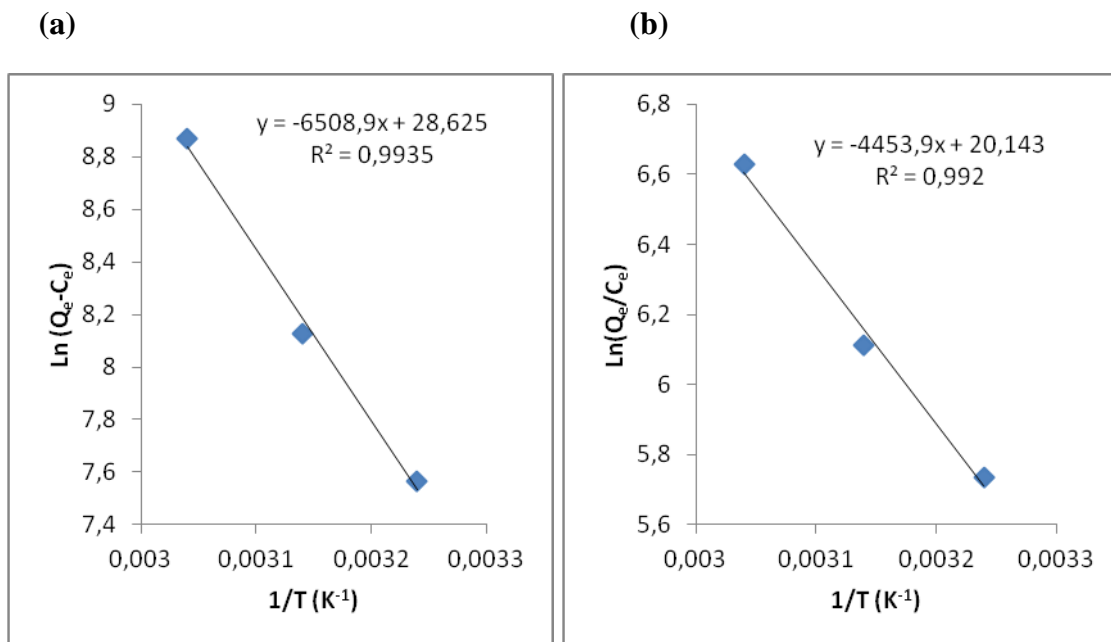 (a)
y = -6508,9x + 28,625
R² = 0,9935
Ln (Qₑ-Cₑ)
9
8,8
8,6
8,4
8,2
8
7,8
7,6
7,4
0,003
0,0031
0,0032
0,0033
1/T (K⁻¹)
(b)
y = -4453,9x + 20,143
R² = 0,992
Ln(Qₑ/Cₑ)
6,8
6,6
6,4
6,2
6
5,8
5,6
0,003
0,0031
0,0032
0,0033
1/T (K⁻¹)